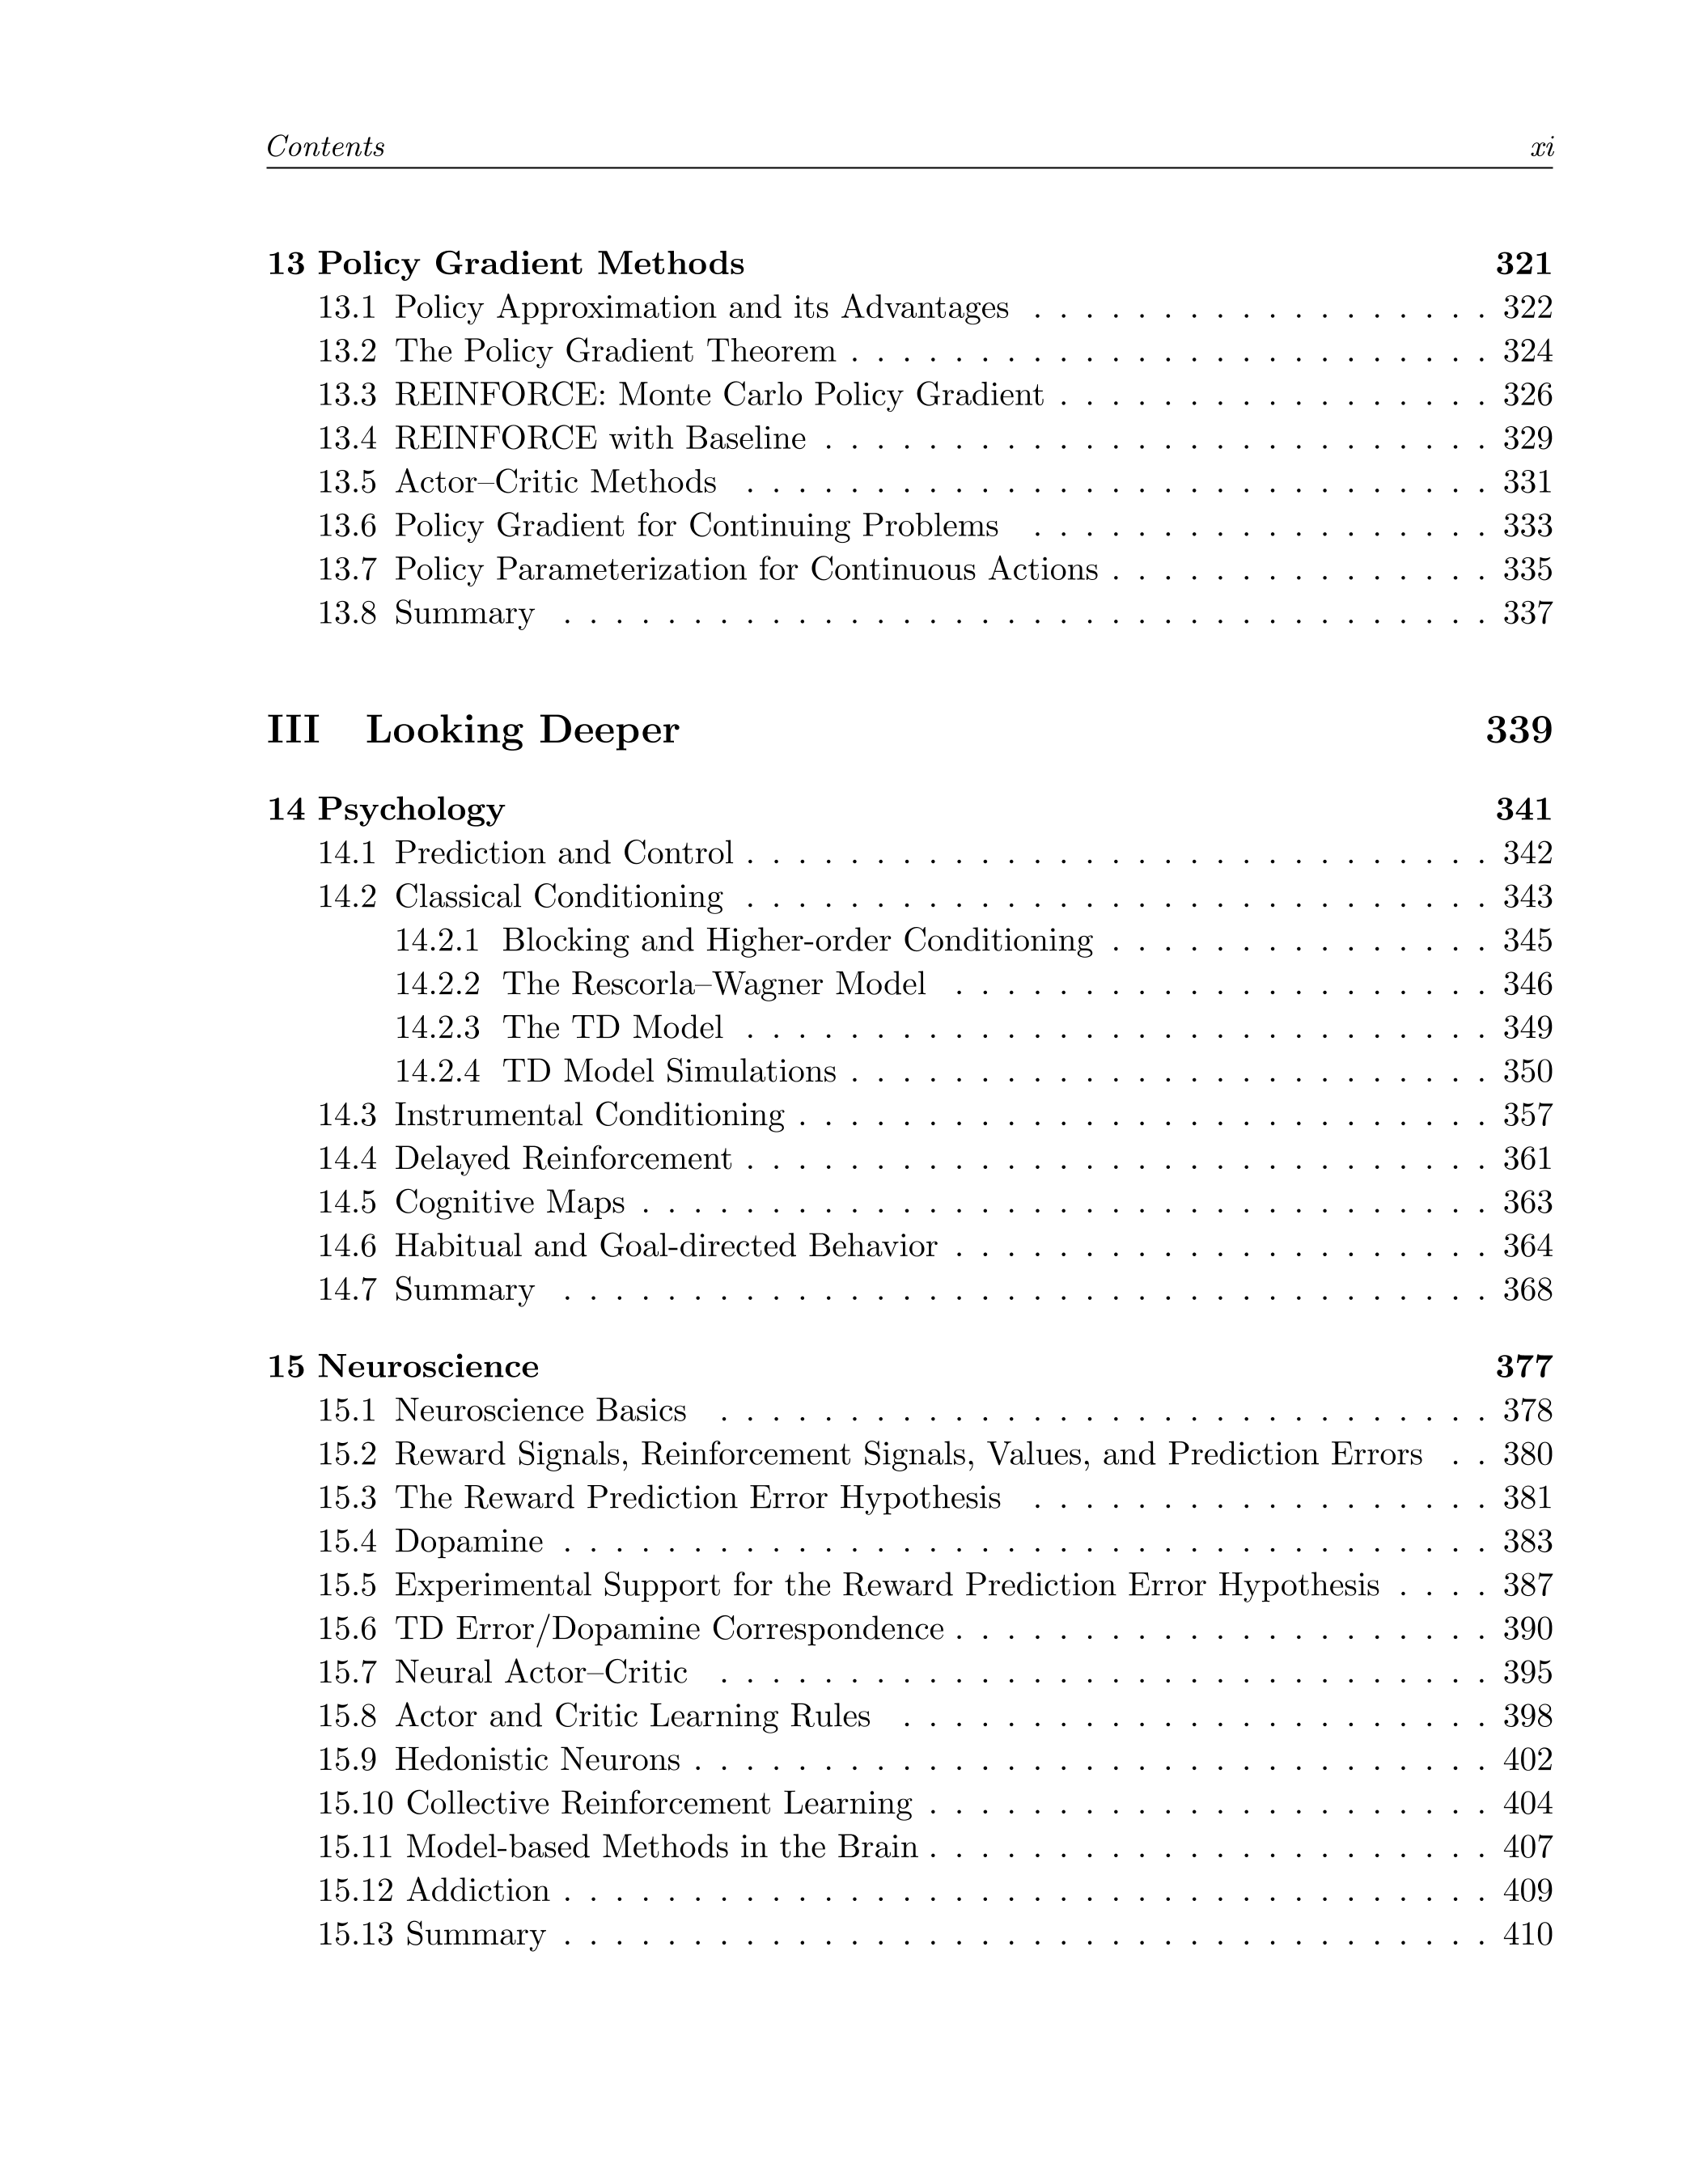 Contents xi
13 Policy Gradient Methods 321
13.1 Policy Approximation and its Advantages . . . . . . . . . . . . . . . . . . 322
13.2 The Policy Gradient Theorem . . . . . . . . . . . . . . . . . . . . . . . . . 324
13.3 REINFORCE: Monte Carlo Policy Gradient . . . . . . . . . . . . . . . . . 326
13.4 REINFORCE with Baseline . . . . . . . . . . . . . . . . . . . . . . . . . . 329
13.5 Actor–Critic Methods . . . . . . . . . . . . . . . . . . . . . . . . . . . . . 331
13.6 Policy Gradient for Continuing Problems . . . . . . . . . . . . . . . . . . 333
13.7 Policy Parameterization for Continuous Actions . . . . . . . . . . . . . . . 335
13.8 Summary . . . . . . . . . . . . . . . . . . . . . . . . . . . . . . . . . . . . 337
III Looking Deeper 339
14 Psychology 341
14.1 Prediction and Control . . . . . . . . . . . . . . . . . . . . . . . . . . . . . 342
14.2 Classical Conditioning . . . . . . . . . . . . . . . . . . . . . . . . . . . . . 343
14.2.1 Blocking and Higher-order Conditioning . . . . . . . . . . . . . . . 345
14.2.2 The Rescorla–Wagner Model . . . . . . . . . . . . . . . . . . . . . 346
14.2.3 The TD Model . . . . . . . . . . . . . . . . . . . . . . . . . . . . . 349
14.2.4 TD Model Simulations . . . . . . . . . . . . . . . . . . . . . . . . . 350
14.3 Instrumental Conditioning . . . . . . . . . . . . . . . . . . . . . . . . . . . 357
14.4 Delayed Reinforcement . . . . . . . . . . . . . . . . . . . . . . . . . . . . . 361
14.5 Cognitive Maps . . . . . . . . . . . . . . . . . . . . . . . . . . . . . . . . . 363
14.6 Habitual and Goal-directed Behavior . . . . . . . . . . . . . . . . . . . . . 364
14.7 Summary . . . . . . . . . . . . . . . . . . . . . . . . . . . . . . . . . . . . 368
15 Neuroscience 377
15.1 Neuroscience Basics . . . . . . . . . . . . . . . . . . . . . . . . . . . . . . 378
15.2 Reward Signals, Reinforcement Signals, Values, and Prediction Errors . . 380
15.3 The Reward Prediction Error Hypothesis . . . . . . . . . . . . . . . . . . 381
15.4 Dopamine . . . . . . . . . . . . . . . . . . . . . . . . . . . . . . . . . . . . 383
15.5 Experimental Support for the Reward Prediction Error Hypothesis . . . . 387
15.6 TD Error/Dopamine Correspondence . . . . . . . . . . . . . . . . . . . . . 390
15.7 Neural Actor–Critic . . . . . . . . . . . . . . . . . . . . . . . . . . . . . . 395
15.8 Actor and Critic Learning Rules . . . . . . . . . . . . . . . . . . . . . . . 398
15.9 Hedonistic Neurons . . . . . . . . . . . . . . . . . . . . . . . . . . . . . . . 402
15.10 Collective Reinforcement Learning . . . . . . . . . . . . . . . . . . . . . . 404
15.11 Model-based Methods in the Brain . . . . . . . . . . . . . . . . . . . . . . 407
15.12 Addiction . . . . . . . . . . . . . . . . . . . . . . . . . . . . . . . . . . . . 409
15.13 Summary . . . . . . . . . . . . . . . . . . . . . . . . . . . . . . . . . . . . 410